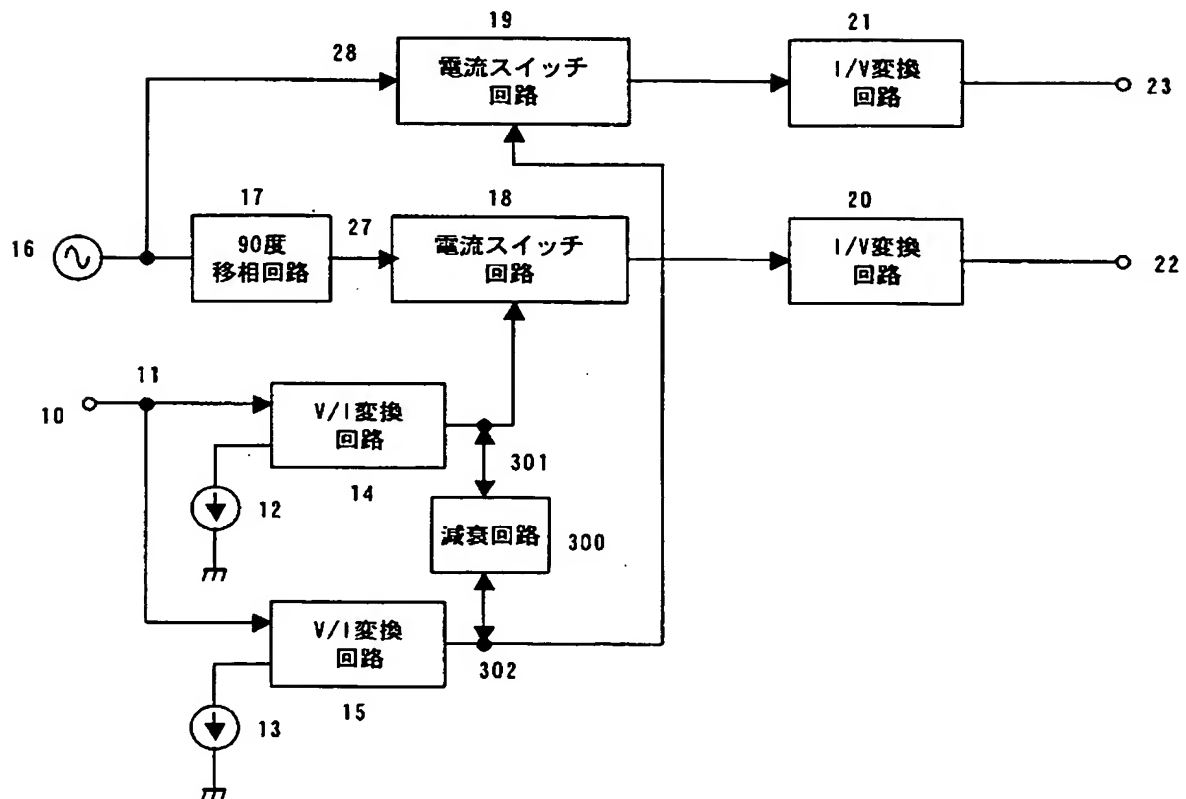 19
電流スイッチ
回路
28
21
I/V変換
回路
23
17
90度
移相回路
27
18
電流スイッチ
回路
20
I/V変換
回路
22
16
11
10
V/I変換
回路
14
12
301
減衰回路
300
V/I変換
回路
15
302
13